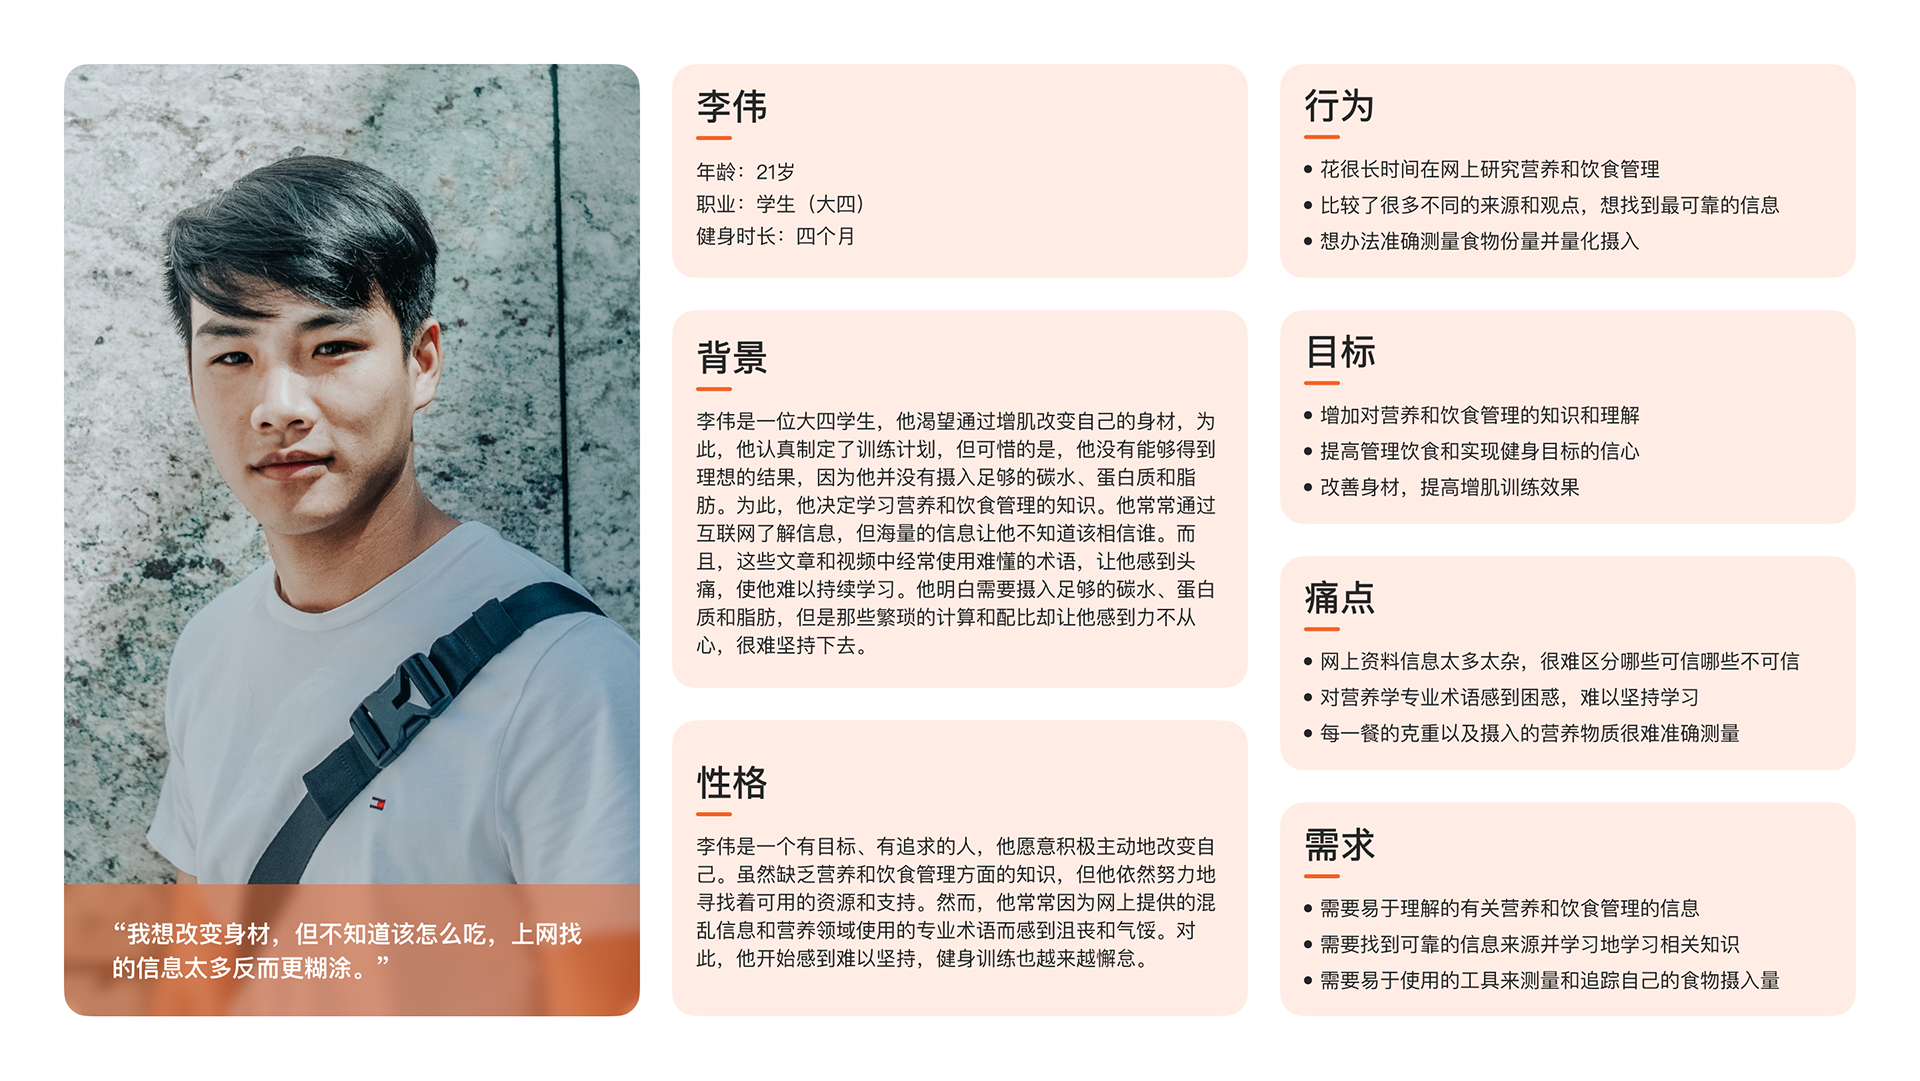 “我想改变身材，但不知道该怎么吃，上网找
的信息太多反而更糊涂。”
李伟
年龄：21岁
职业：学生（大四）
健身时长：四个月
背景
李伟是一位大四学生，他渴望通过增肌改变自己的身材，为
此，他认真制定了训练计划，但可惜的是，他没有能够得到
理想的结果，因为他并没有摄入足够的碳水、蛋白质和脂
肪。为此，他决定学习营养和饮食管理的知识。他常常通过
互联网了解信息，但海量的信息让他不知道该相信谁。而
且，这些文章和视频中经常使用难懂的术语，让他感到头
痛，使他难以持续学习。他明白需要摄入足够的碳水、蛋白
质和脂肪，但是那些繁琐的计算和配比却让他感到力不从
心，很难坚持下去。
性格
李伟是一个有目标、有追求的人，他愿意积极主动地改变自
己。虽然缺乏营养和饮食管理方面的知识，但他依然努力地
寻找着可用的资源和支持。然而，他常常因为网上提供的混
乱信息和营养领域使用的专业术语而感到沮丧和气馁。对
此，他开始感到难以坚持，健身训练也越来越懈怠。
行为
• 花很长时间在网上研究营养和饮食管理
• 比较了很多不同的来源和观点，想找到最可靠的信息
• 想办法准确测量食物份量并量化摄入
目标
• 增加对营养和饮食管理的知识和理解
• 提高管理饮食和实现健身目标的信心
• 改善身材，提高增肌训练效果
痛点
• 网上资料信息太多太杂，很难区分哪些可信哪些不可信
• 对营养学专业术语感到困惑，难以坚持学习
• 每一餐的克重以及摄入的营养物质很难准确测量
需求
• 需要易于理解的有关营养和饮食管理的信息
• 需要找到可靠的信息来源并学习地学习相关知识
• 需要易于使用的工具来测量和追踪自己的食物摄入量